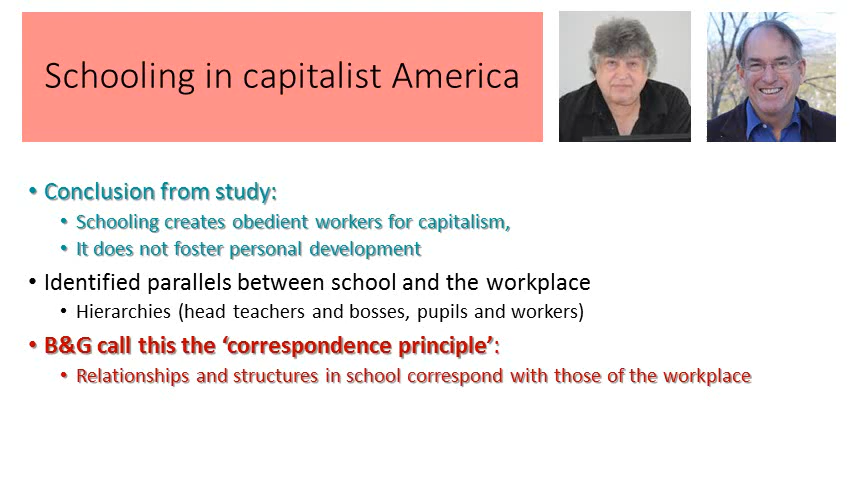 Schooling in capitalist America
• Conclusion from study:
• Schooling creates obedient workers for capitalism,
• It does not foster personal development
• Identified parallels between school and the workplace
• Hierarchies (head teachers and bosses, pupils and workers)
• B&G call this the ‘correspondence principle’:
• Relationships and structures in school correspond with those of the workplace